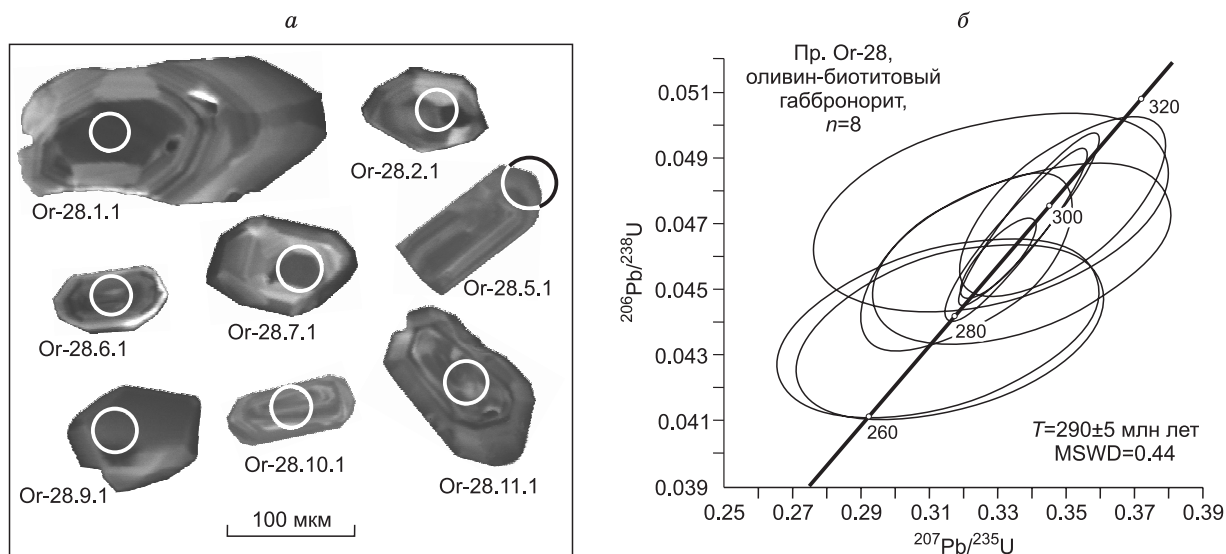 а
Or-28.1.1
Or-28.2.1
Or-28.5.1
Or-28.6.1
Or-28.7.1
Or-28.9.1
Or-28.10.1
Or-28.11.1
100 мкм
б
Пр. Or-28,
оливин-биотитовый
габбронорит,
n=8
206Pb/238U
0.051
0.049
0.047
0.045
0.043
0.041
0.039
320
300
280
260
T=290±5 млн лет
MSWD=0.44
0.25 0.27 0.29 0.31 0.33 0.35 0.37 0.39
207Pb/235U